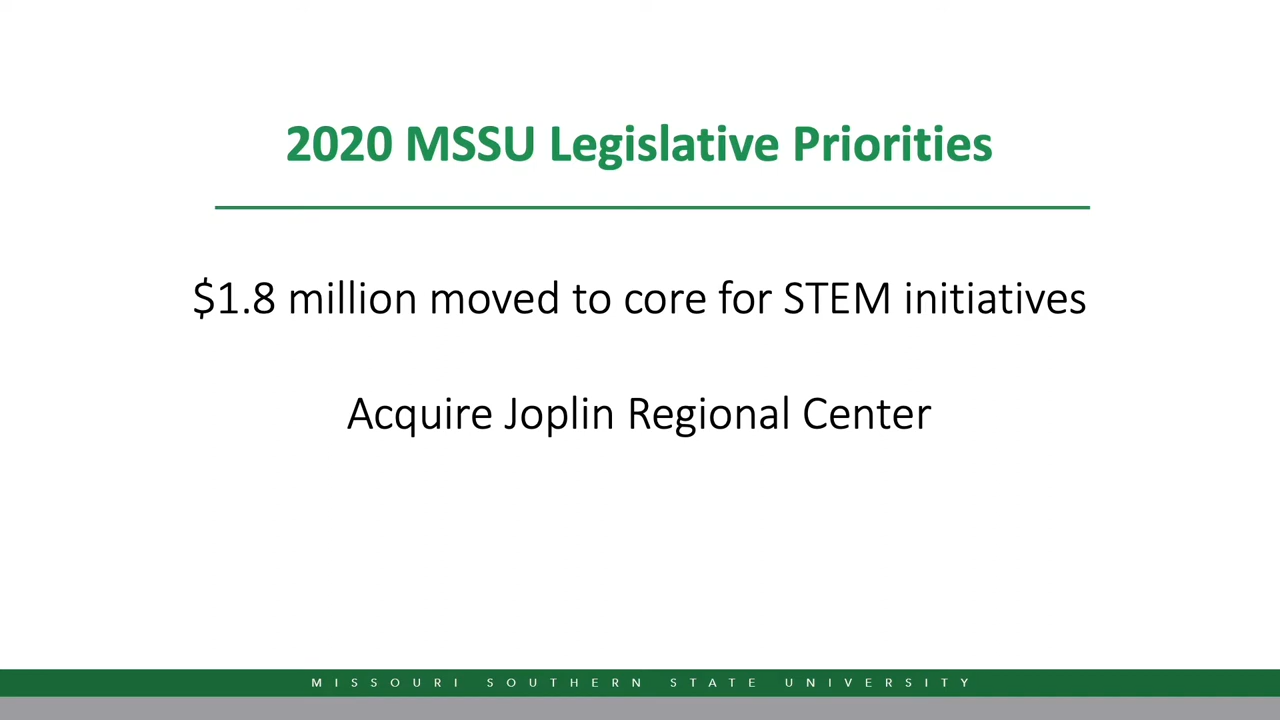 2020 MSSU Legislative Priorities
$1.8 million moved to core for STEM initiatives
Acquire Joplin Regional Center
MISSOURI SOUTHERN STATE UNIVERSITY